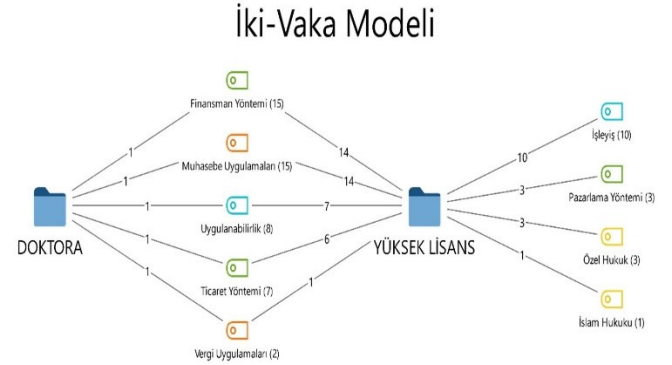 İki-Vaka Modeli
Finansman Yöntemi (15)
1
14
Muhasebe Uygulamaları (15)
1
14
İşleyiş (10)
10
DOKTORA
1
Uygulanabilirlik (8)
7
YÜKSEK LİSANS
3
Pazarlama Yöntemi (3)
1
Ticaret Yöntemi (7)
6
3
Özel Hukuk (3)
1
Vergi Uygulamaları (2)
1
1
İslam Hukuku (1)